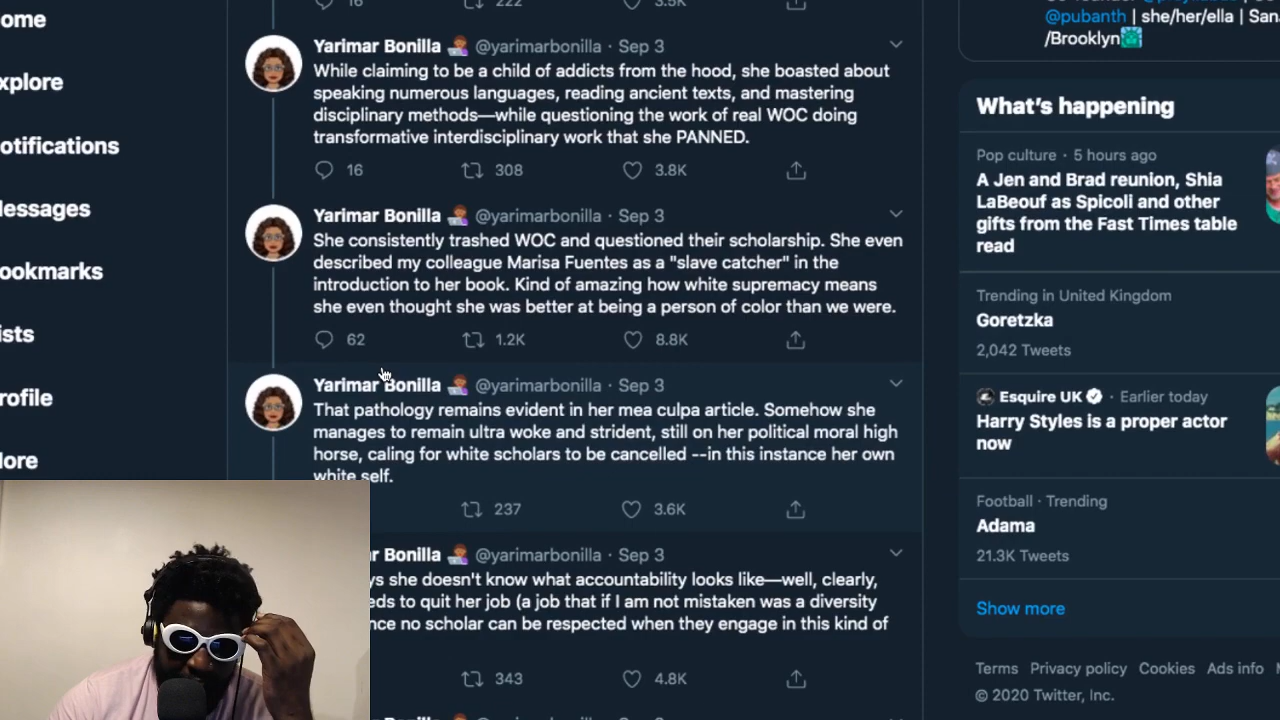 ome
xplore
otifications
lessages
ookmarks
ists
rofile
lore
16 222 3.5K
Yarimar Bonilla @yarimarbonilla · Sep 3
While claiming to be a child of addicts from the hood, she boasted about
speaking numerous languages, reading ancient texts, and mastering
disciplinary methods—while questioning the work of real WOC doing
transformative interdisciplinary work that she PANNED.
16 308 3.8K
Yarimar Bonilla @yarimarbonilla · Sep 3
She consistently trashed WOC and questioned their scholarship. She even
described my colleague Marisa Fuentes as a "slave catcher" in the
introduction to her book. Kind of amazing how white supremacy means
she even thought she was better at being a person of color than we were.
62 1.2K 8.8K
Yarimar Bonilla @yarimarbonilla · Sep 3
That pathology remains evident in her mea culpa article. Somehow she
manages to remain ultra woke and strident, still on her political moral high
horse, caling for white scholars to be cancelled --in this instance her own
white self.
237 3.6K
r Bonilla @yarimarbonilla · Sep 3
ys she doesn't know what accountability looks like—well, clearly,
eds to quit her job (a job that if I am not mistaken was a diversity
nce no scholar can be respected when they engage in this kind of
343 4.8K
@pubanth | she/her/ella | San
/Brooklyn
What's happening
Pop culture · 5 hours ago
A Jen and Brad reunion, Shia
LaBeouf as Spicoli and other
gifts from the Fast Times table
read
Trending in United Kingdom
Goretzka
2,042 Tweets
Esquire UK · Earlier today
Harry Styles is a proper actor
now
Football · Trending
Adama
21.3K Tweets
Show more
Terms Privacy policy Cookies Ads info
© 2020 Twitter, Inc.